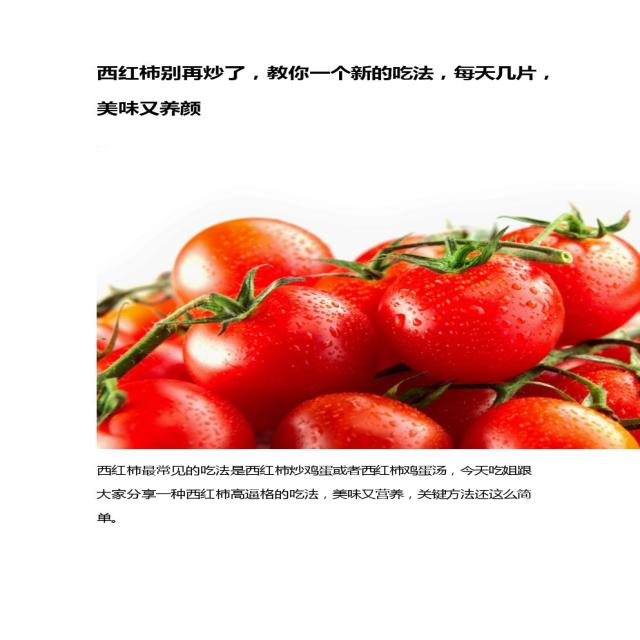 西红柿别再炒了，教你一个新的吃法，每天几片，
美味又养颜
西红柿最常见的吃法是西红柿炒鸡蛋或者西红柿鸡蛋汤，今天吃姐跟
大家分享一种西红柿高逼格的吃法，美味又营养，关键方法还这么简
单。